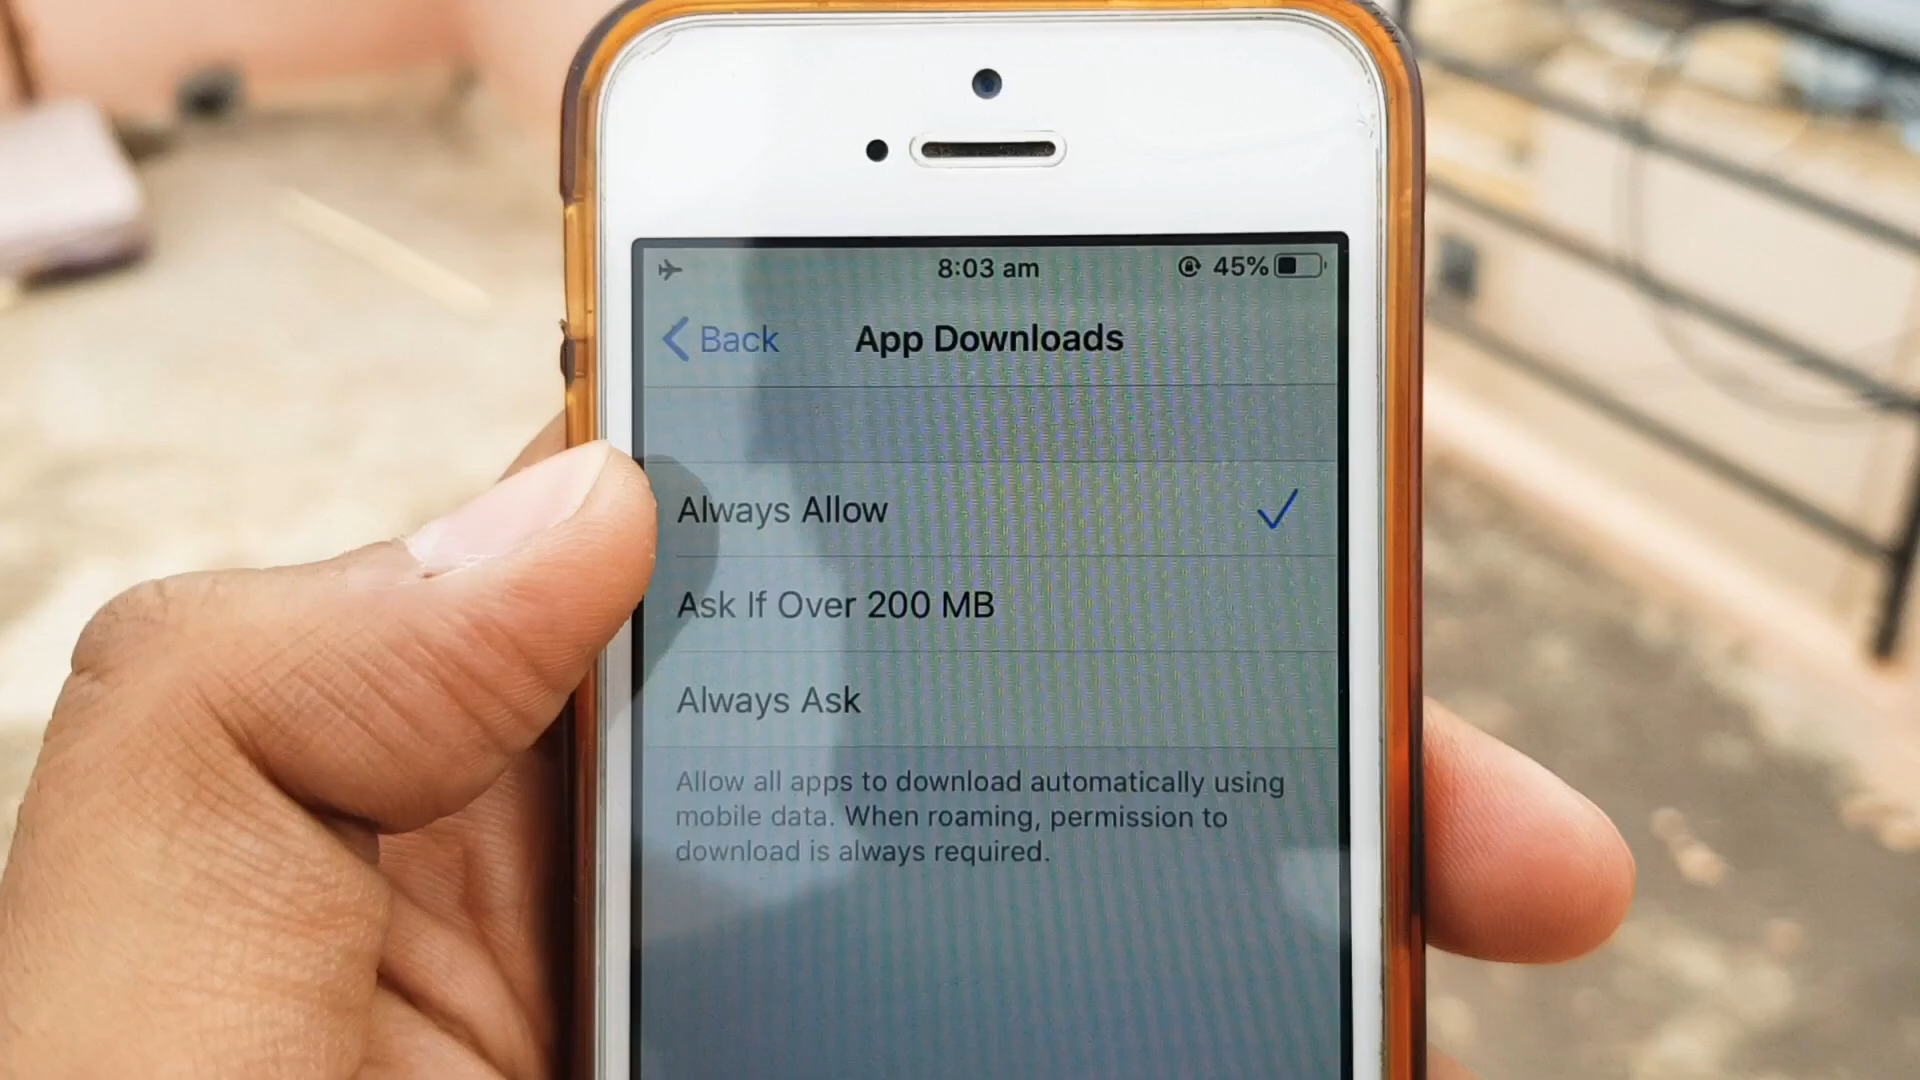 8:03 am 45%
Back App Downloads
Always Allow
Ask If Over 200 MB
Always Ask
Allow all apps to download automatically using
mobile data. When roaming, permission to
download is always required.